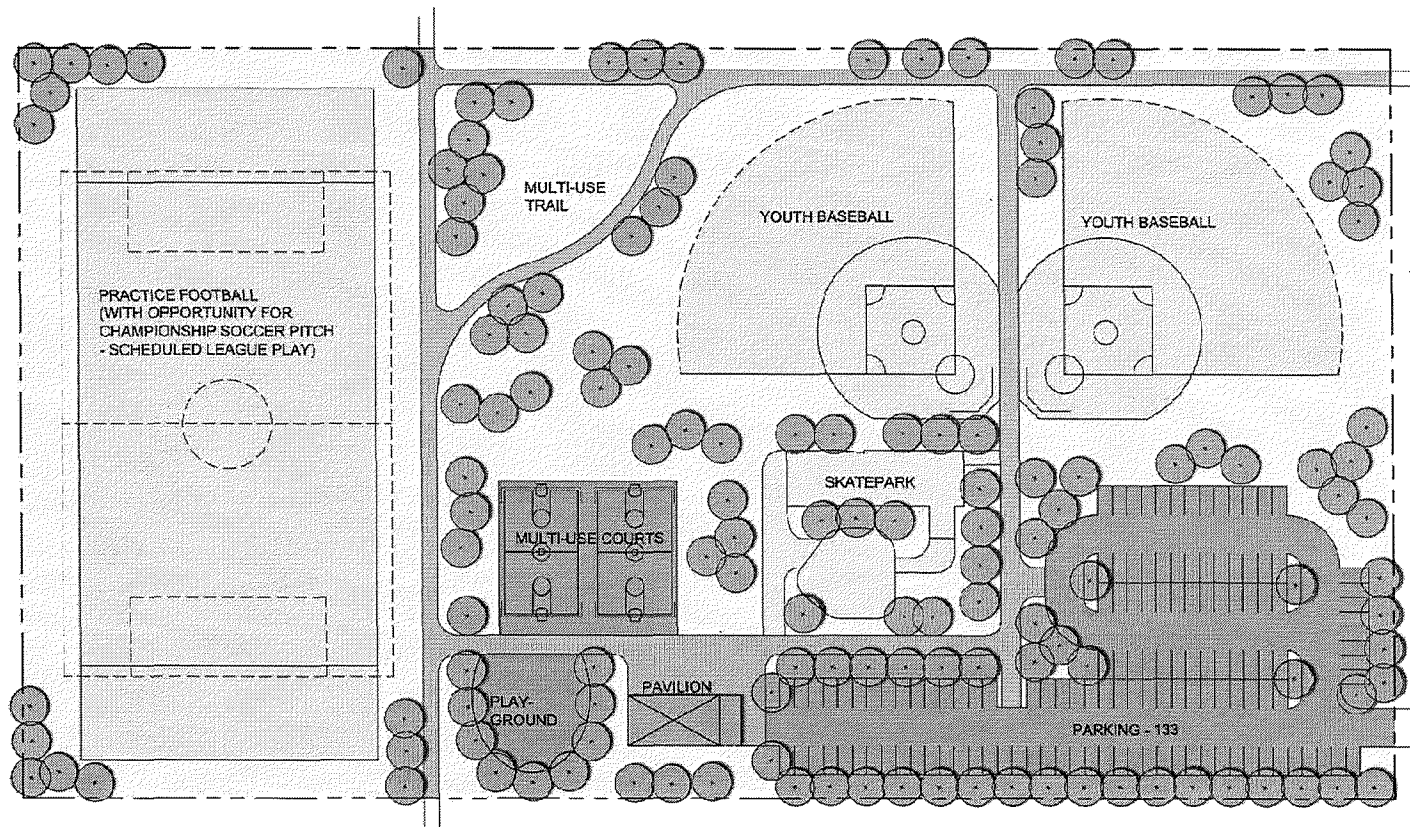 MULTI-USE
TRAIL
YOUTH BASEBALL
YOUTH BASEBALL
PRACTICE FOOTBALL
(WITH OPPORTUNITY FOR
CHAMPIONSHIP SOCCER PITCH
- SCHEDULED LEAGUE PLAY)
SKATEPARK
MULTI-USE COURTS
PLAY-
GROUND
PAVILION
PARKING - 133